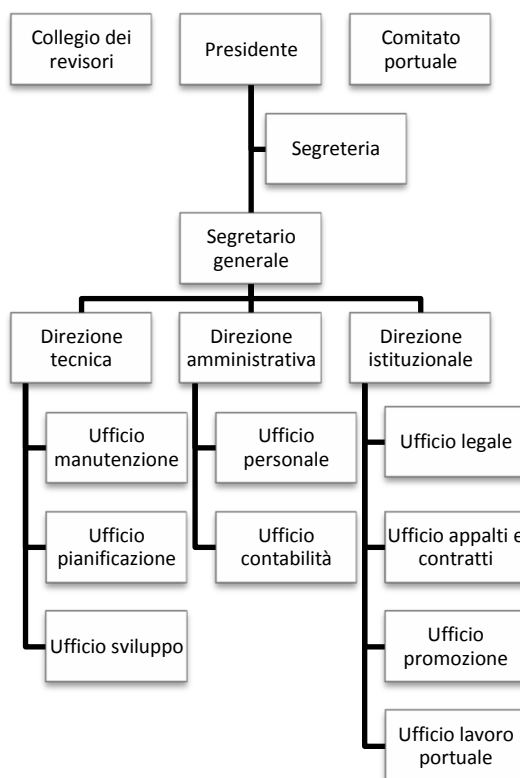 Collegio dei
revisori
Presidente
Comitato
portuale
Segreteria
Segretario
generale
Direzione
tecnica
Direzione
amministrativa
Direzione
istituzionale
Ufficio
manutenzione
Ufficio
personale
Ufficio legale
Ufficio
pianificazione
Ufficio
contabilità
Ufficio appalti e
contratti
Ufficio sviluppo
Ufficio
promozione
Ufficio lavoro
portuale